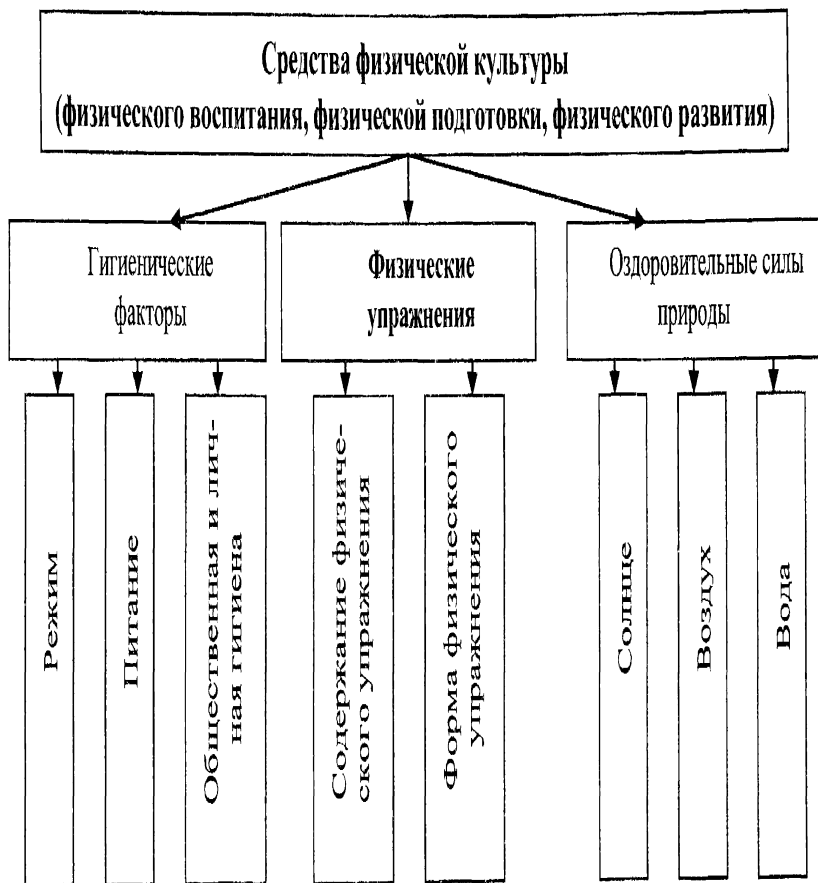 Средства физической культуры
(физического воспитания, физической подготовки, физического развития)
Гигиенические
факторы
Физические
упражнения
Оздоровительные силы
природы
Режим
Питание
Общественная и лич-
ная гигиена
Содержание физиче-
ского упражнения
Форма физического
упражнения
Солнце
Воздух
Вода